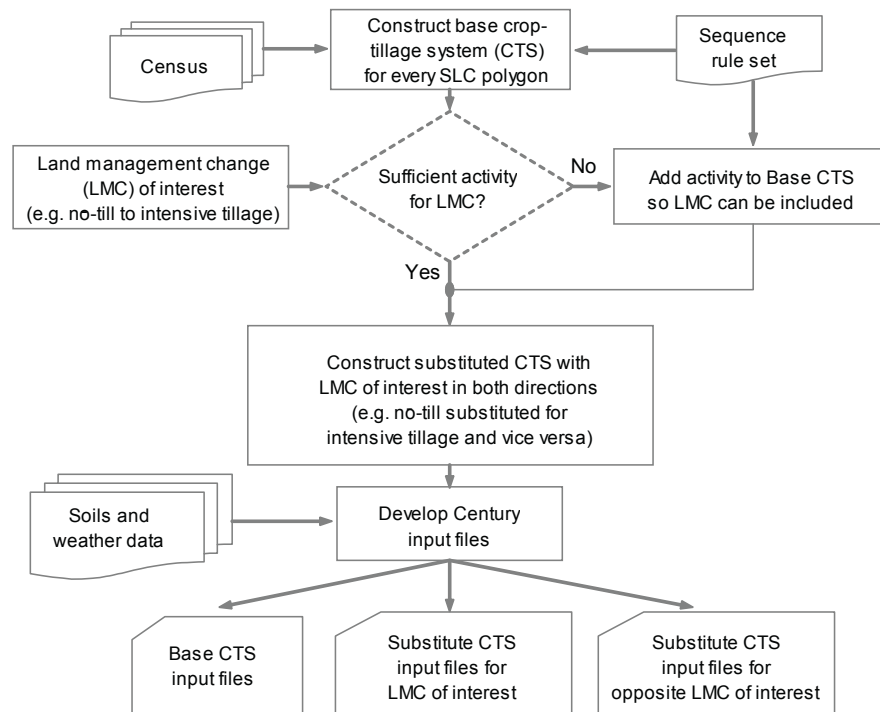 Construct base crop-
tillage system (CTS)
for every SLC polygon
Census
Sequence
rule set
Land management change
(LMC) of interest
(e.g. no-till to intensive tillage)
Sufficient activity
for LMC?
No
Add activity to Base CTS
so LMC can be included
Yes
Construct substituted CTS with
LMC of interest in both directions
(e.g. no-till substituted for
intensive tillage and vice versa)
Soils and
weather data
Develop Century
input files
Base CTS
input files
Substitute CTS
input files for
LMC of interest
Substitute CTS
input files for
opposite LMC of interest